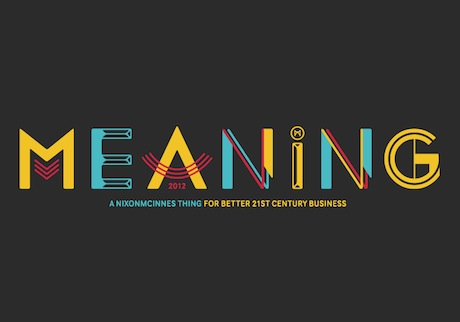 MEANiNG
2012
A NIXONMCINNES THING FOR BETTER 21ST CENTURY BUSINESS